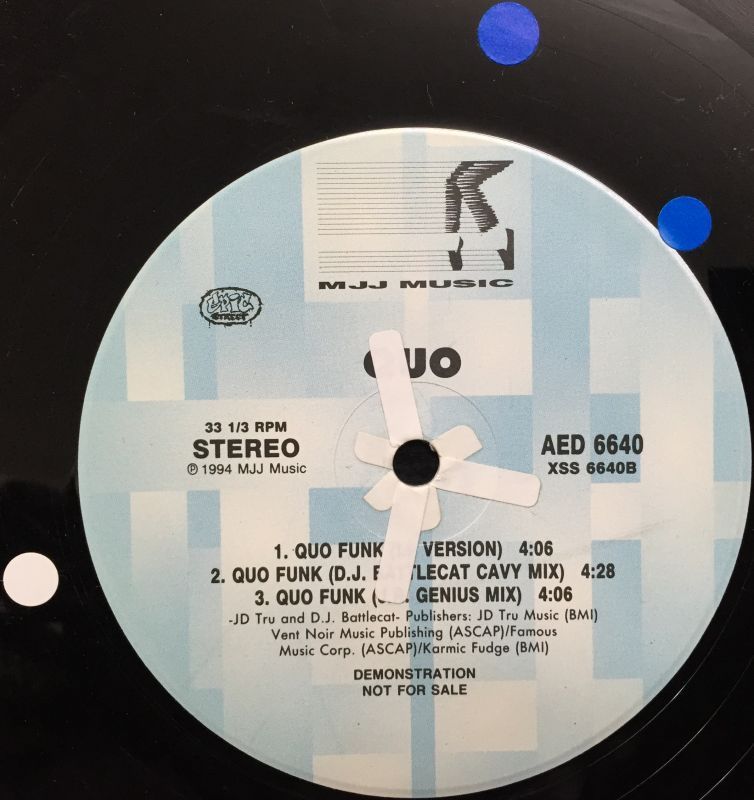 MJJ MUSIC
epic
STREET
QUO
33 1/3 RPM
STEREO
℗ 1994 MJJ Music
AED 6640
XSS 6640B
1. QUO FUNK VERSION) 4:06
2. QUO FUNK (D.J. BATTLECAT CAVY MIX) 4:28
3. QUO FUNK GENIUS MIX) 4:06
-JD Tru and D.J. Battlecat- Publishers: JD Tru Music (BMI)
Vent Noir Music Publishing (ASCAP)/Famous
Music Corp. (ASCAP)/Karmic Fudge (BMI)
DEMONSTRATION
NOT FOR SALE